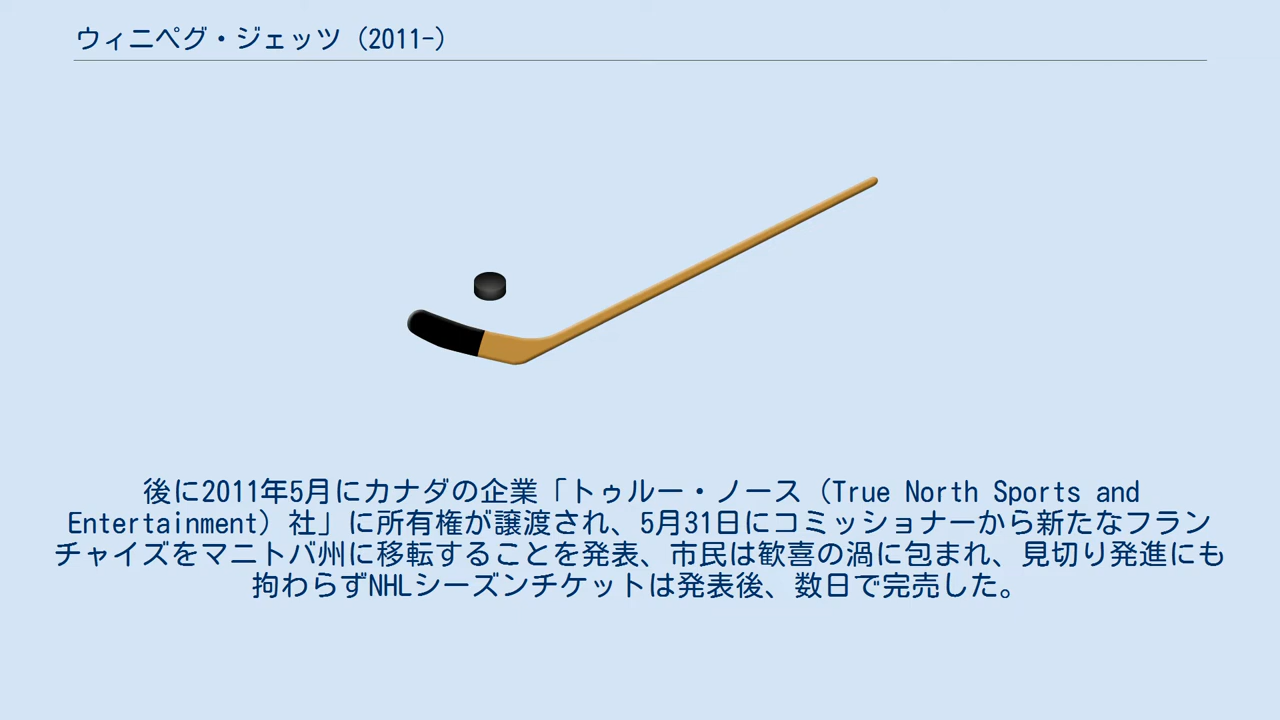 ウィニペグ・ジェッツ（2011-）
後に2011年5月にカナダの企業「トゥルー・ノース（True North Sports and
Entertainment）社」に所有権が譲渡され、5月31日にコミッショナーから新たなフラン
チャイズをマニトバ州に移転することを発表、市民は歓喜の渦に包まれ、見切り発進にも
拘わらずNHLシーズンチケットは発表後、数日で完売した。